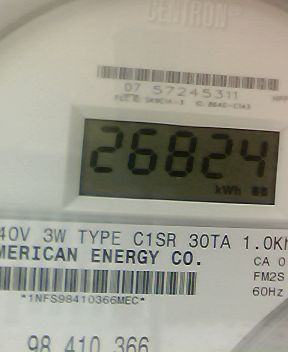 CENTRON®
07 57245311
26824
kWh
40V 3W TYPE C1SR 30TA 1.0Kh
MERICAN ENERGY CO.
CA 0
FM2S
60Hz
*1NFS98410366MEC*
98 410 366